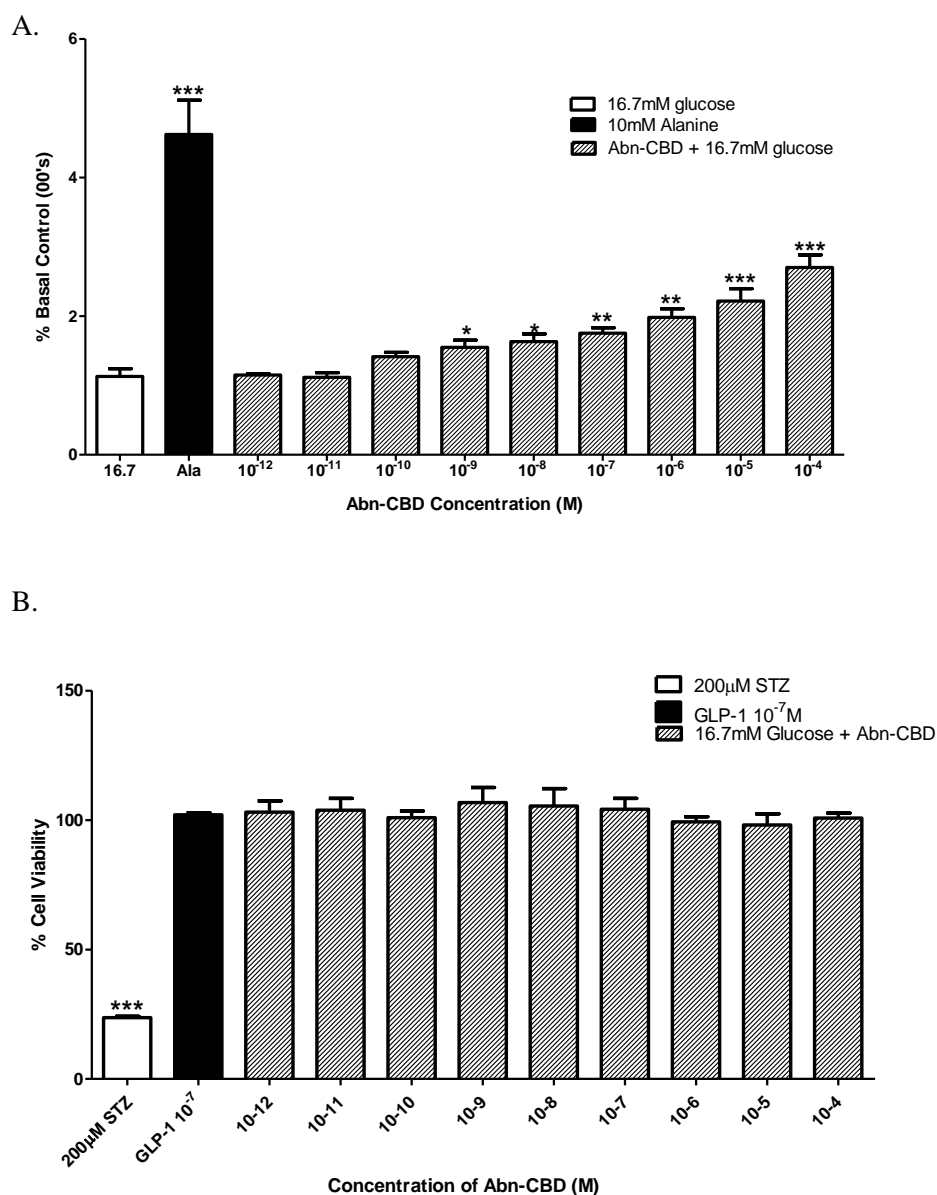 A.
6
4
2
0
% Basal Control (00's)
***
*
*
**
**
***
***
16.7mM glucose
10mM Alanine
Abn-CBD + 16.7mM glucose
16.7 Ala 10⁻¹² 10⁻¹¹ 10⁻¹⁰ 10⁻⁹ 10⁻⁸ 10⁻⁷ 10⁻⁶ 10⁻⁵ 10⁻⁴
Abn-CBD Concentration (M)
B.
150
100
50
0
% Cell Viability
***
200μM STZ
GLP-1 10⁻⁷M
16.7mM Glucose + Abn-CBD
200μM STZ
GLP-1 10⁻⁷
10-12
10-11
10-10
10-9
10-8
10-7
10-6
10-5
10-4
Concentration of Abn-CBD (M)